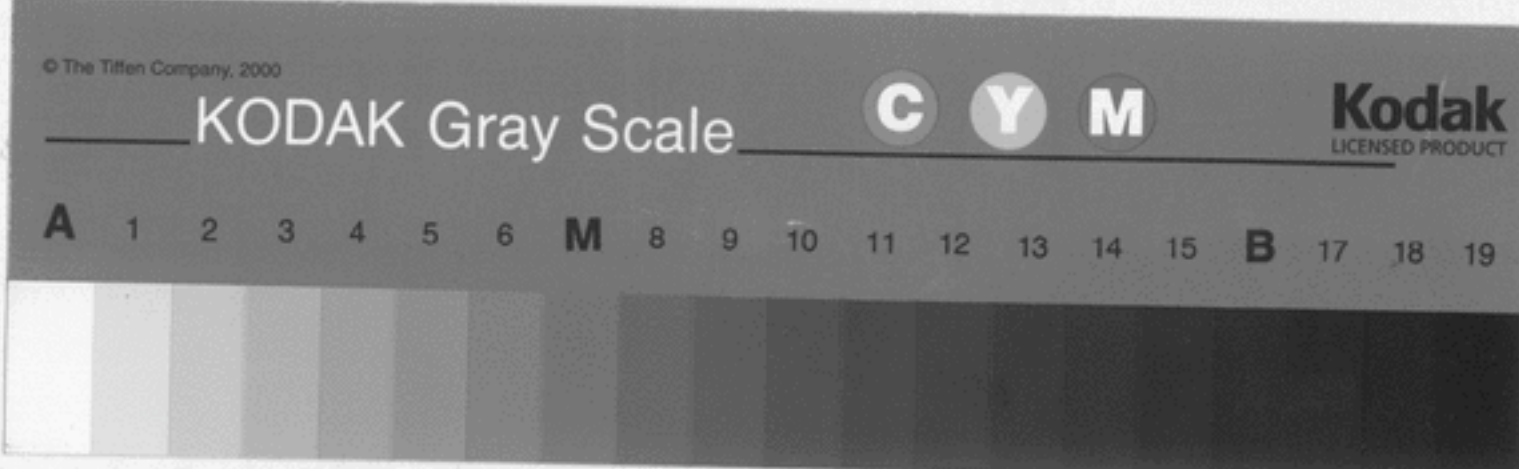 © The Tiffen Company, 2000
KODAK Gray Scale
C Y M
Kodak
LICENSED PRODUCT
A 1 2 3 4 5 6 M 8 9 10 11 12 13 14 15 B 17 18 19